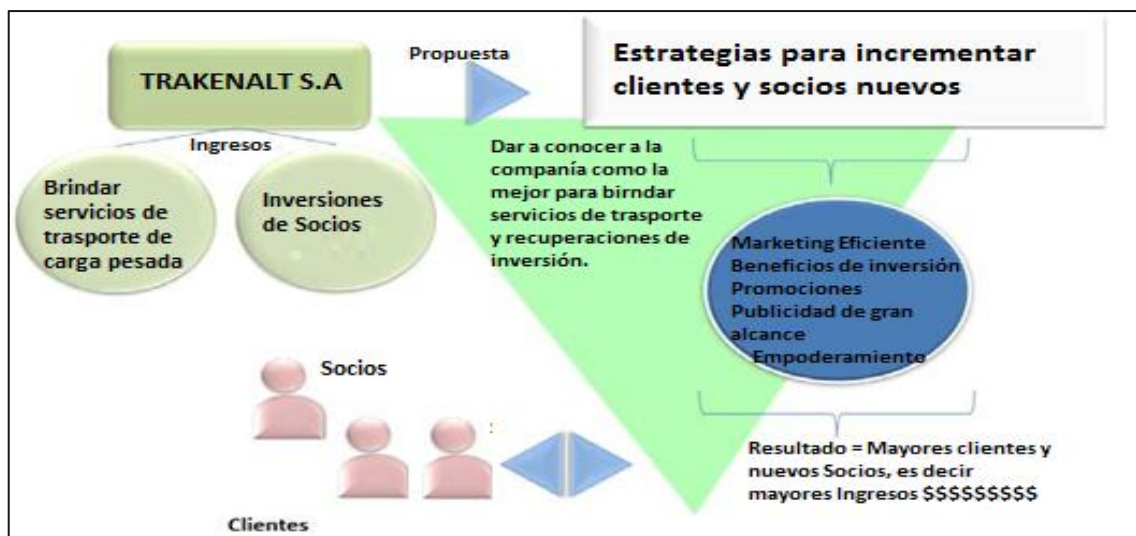 TRAKENALT S.A
Propuesta
Estrategias para incrementar
clientes y socios nuevos
Ingresos
Brindar
servicios de
trasporte de
carga pesada
Inversiones
de Socios
Dar a conocer a la
compañía como la
mejor para birndar
servicios de trasporte
y recuperaciones de
inversión.
Marketing Eficiente
Beneficios de inversión
Promociones
Publicidad de gran
alcance
Empoderamiento
Socios
Clientes
Resultado = Mayores clientes y
nuevos Socios, es decir
mayores Ingresos $$$$$$$$$